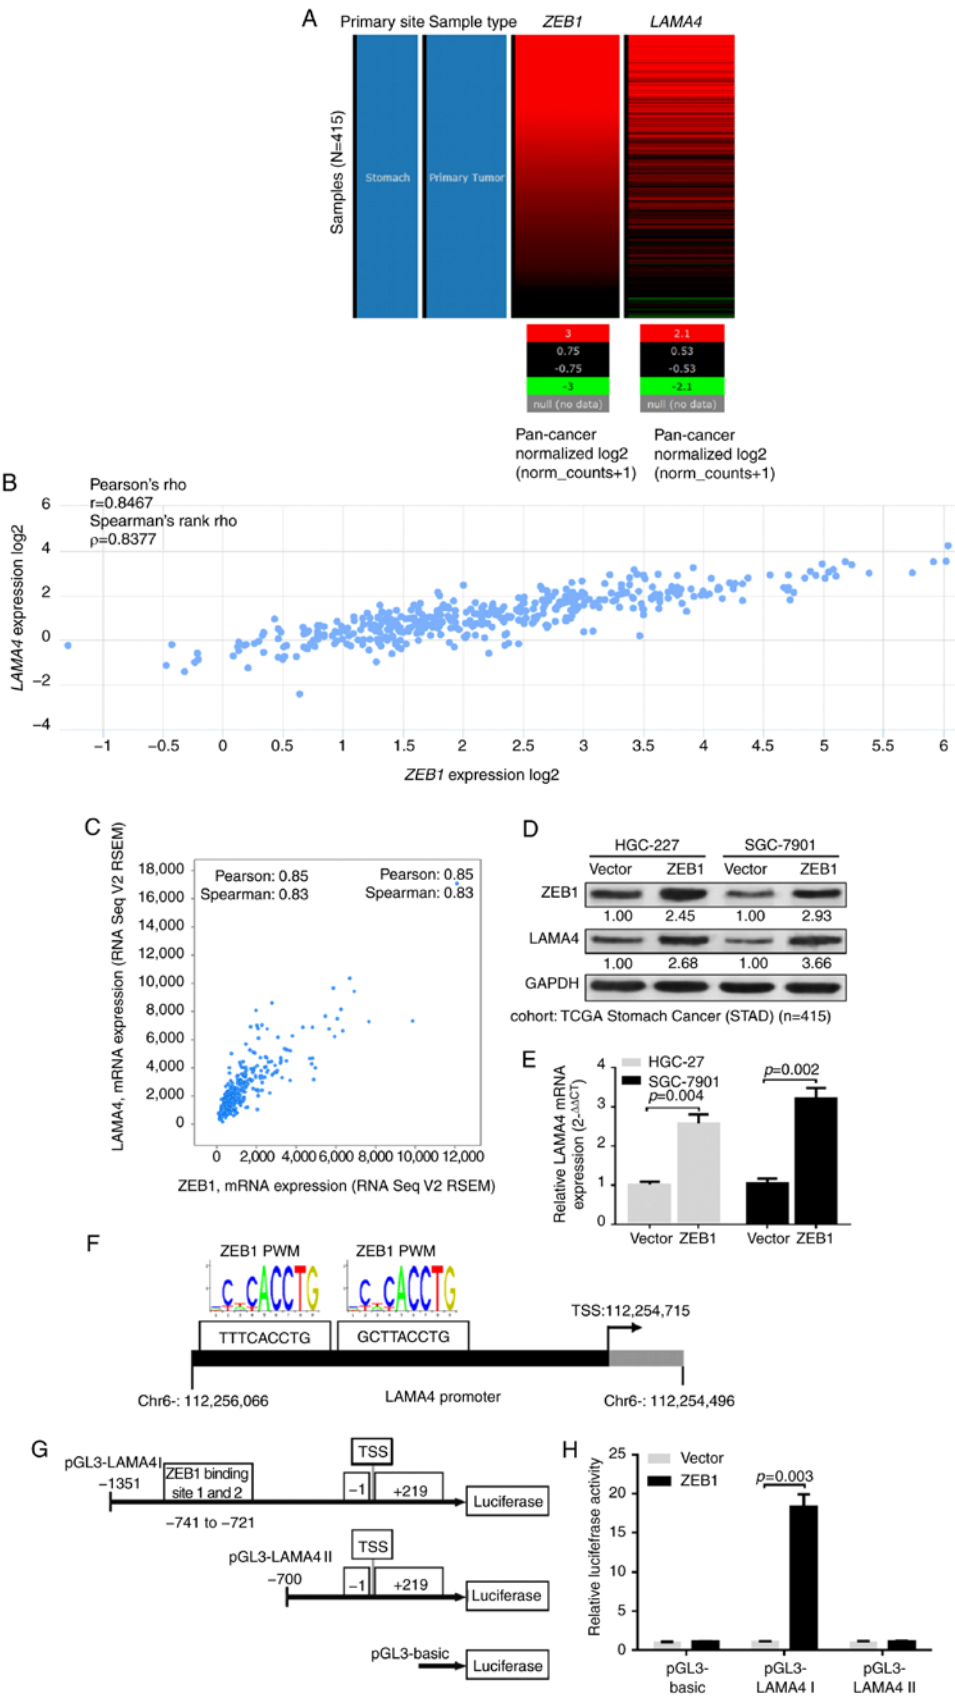 A
Primary site Sample type ZEB1 LAMA4
Samples (N=415)
Stomach
Primary Tumor
3
0.75
-0.75
-3
null (no data)
2.1
0.53
-0.53
-2.1
null (no data)
Pan-cancer
normalized log2
(norm_counts+1)
Pan-cancer
normalized log2
(norm_counts+1)
B
Pearson's rho
r=0.8467
Spearman's rank rho
ρ=0.8377
LAMA4 expression log2
6
4
2
0
−2
−4
−1 −0.5 0 0.5 1 1.5 2 2.5 3 3.5 4 4.5 5 5.5 6
ZEB1 expression log2
C
LAMA4, mRNA expression (RNA Seq V2 RSEM)
18,000
16,000
14,000
12,000
10,000
8,000
6,000
4,000
2,000
0
Pearson: 0.85
Spearman: 0.83
Pearson: 0.85
Spearman: 0.83
0 2,000 4,000 6,000 8,000 10,000 12,000
ZEB1, mRNA expression (RNA Seq V2 RSEM)
D
HGC-227 SGC-7901
Vector ZEB1 Vector ZEB1
ZEB1
1.00 2.45 1.00 2.93
LAMA4
1.00 2.68 1.00 3.66
GAPDH
cohort: TCGA Stomach Cancer (STAD) (n=415)
E
HGC-27
SGC-7901
p=0.004
p=0.002
Relative LAMA4 mRNA
expression (2-ΔΔCT)
4
3
2
1
0
Vector ZEB1 Vector ZEB1
F
ZEB1 PWM ZEB1 PWM
CCACCTG
CCACCTG
TTTCACCTG
GCTTACCTG
TSS:112,254,715
Chr6-: 112,256,066
LAMA4 promoter
Chr6-: 112,254,496
G
pGL3-LAMA4I
−1351
ZEB1 binding
site 1 and 2
−741 to −721
TSS
−1
+219
Luciferase
pGL3-LAMA4 II
−700
TSS
−1
+219
Luciferase
pGL3-basic
Luciferase
H
Relative lucifefrase activity
25
20
15
10
5
0
Vector
ZEB1
p=0.003
pGL3-
basic
pGL3-
LAMA4 I
pGL3-
LAMA4 II